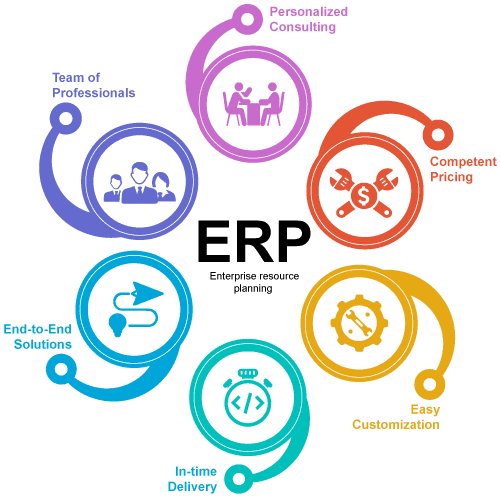 Personalized
Consulting
Team of
Professionals
Competent
Pricing
ERP
Enterprise resource
planning
End-to-End
Solutions
Easy
Customization
In-time
Delivery
$
</>